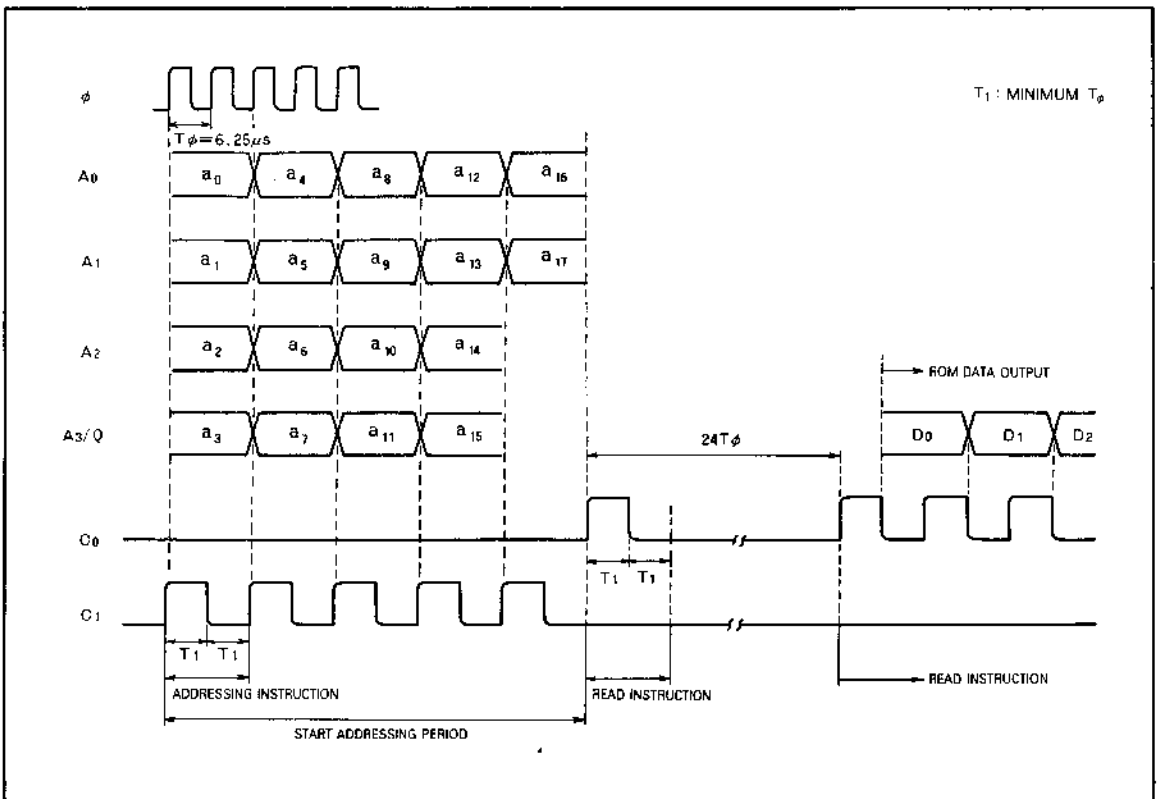 φ
T₁ : MINIMUM Tφ
Tφ=6.25μs
A₀ a₀ a₄ a₈ a₁₂ a₁₆
A₁ a₁ a₅ a₉ a₁₃ a₁₇
A₂ a₂ a₆ a₁₀ a₁₄
ROM DATA OUTPUT
A₃/Q a₃ a₇ a₁₁ a₁₅ 24Tφ D₀ D₁ D₂
C₀
T₁ T₁
C₁
T₁ T₁
ADDRESSING INSTRUCTION READ INSTRUCTION READ INSTRUCTION
START ADDRESSING PERIOD